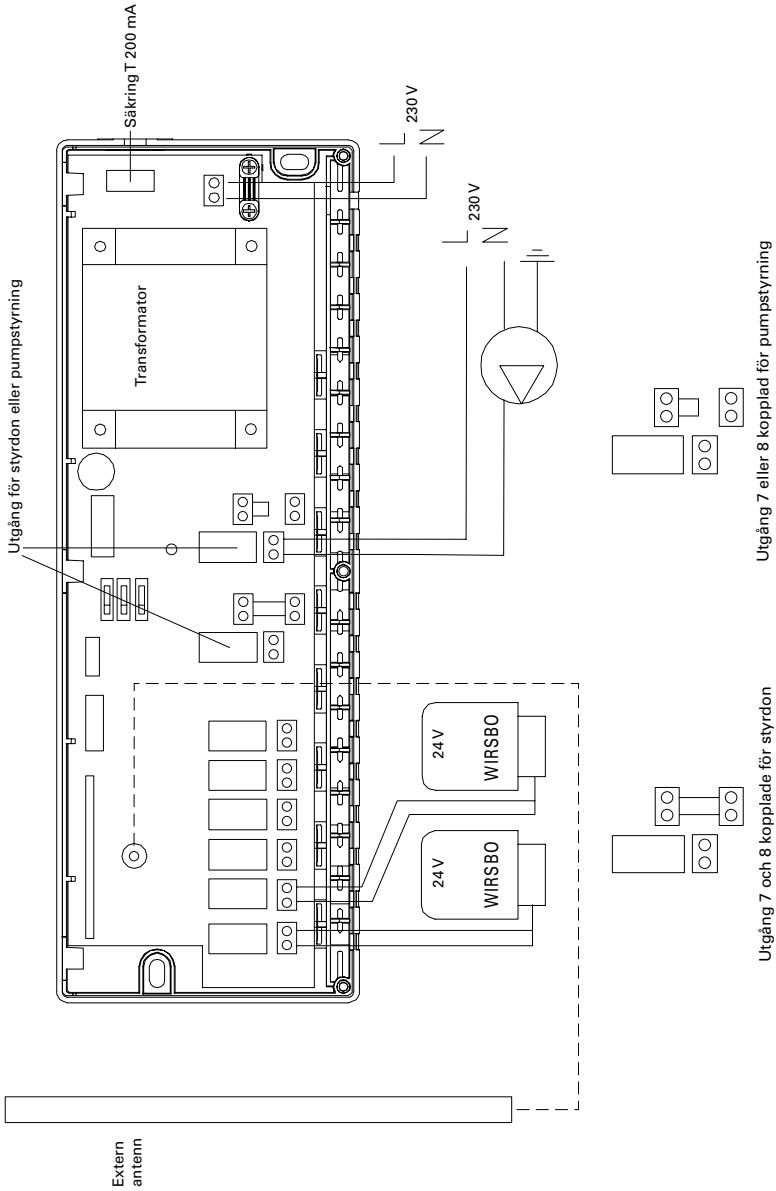 Säkring T 200 mA
Utgång för styrdon eller pumpstyrning
Transformator
L
N
230 V
L
N
230 V
24 V
WIRSBO
24 V
WIRSBO
Extern
antenn
Utgång 7 och 8 kopplade för styrdon
Utgång 7 eller 8 kopplad för pumpstyrning